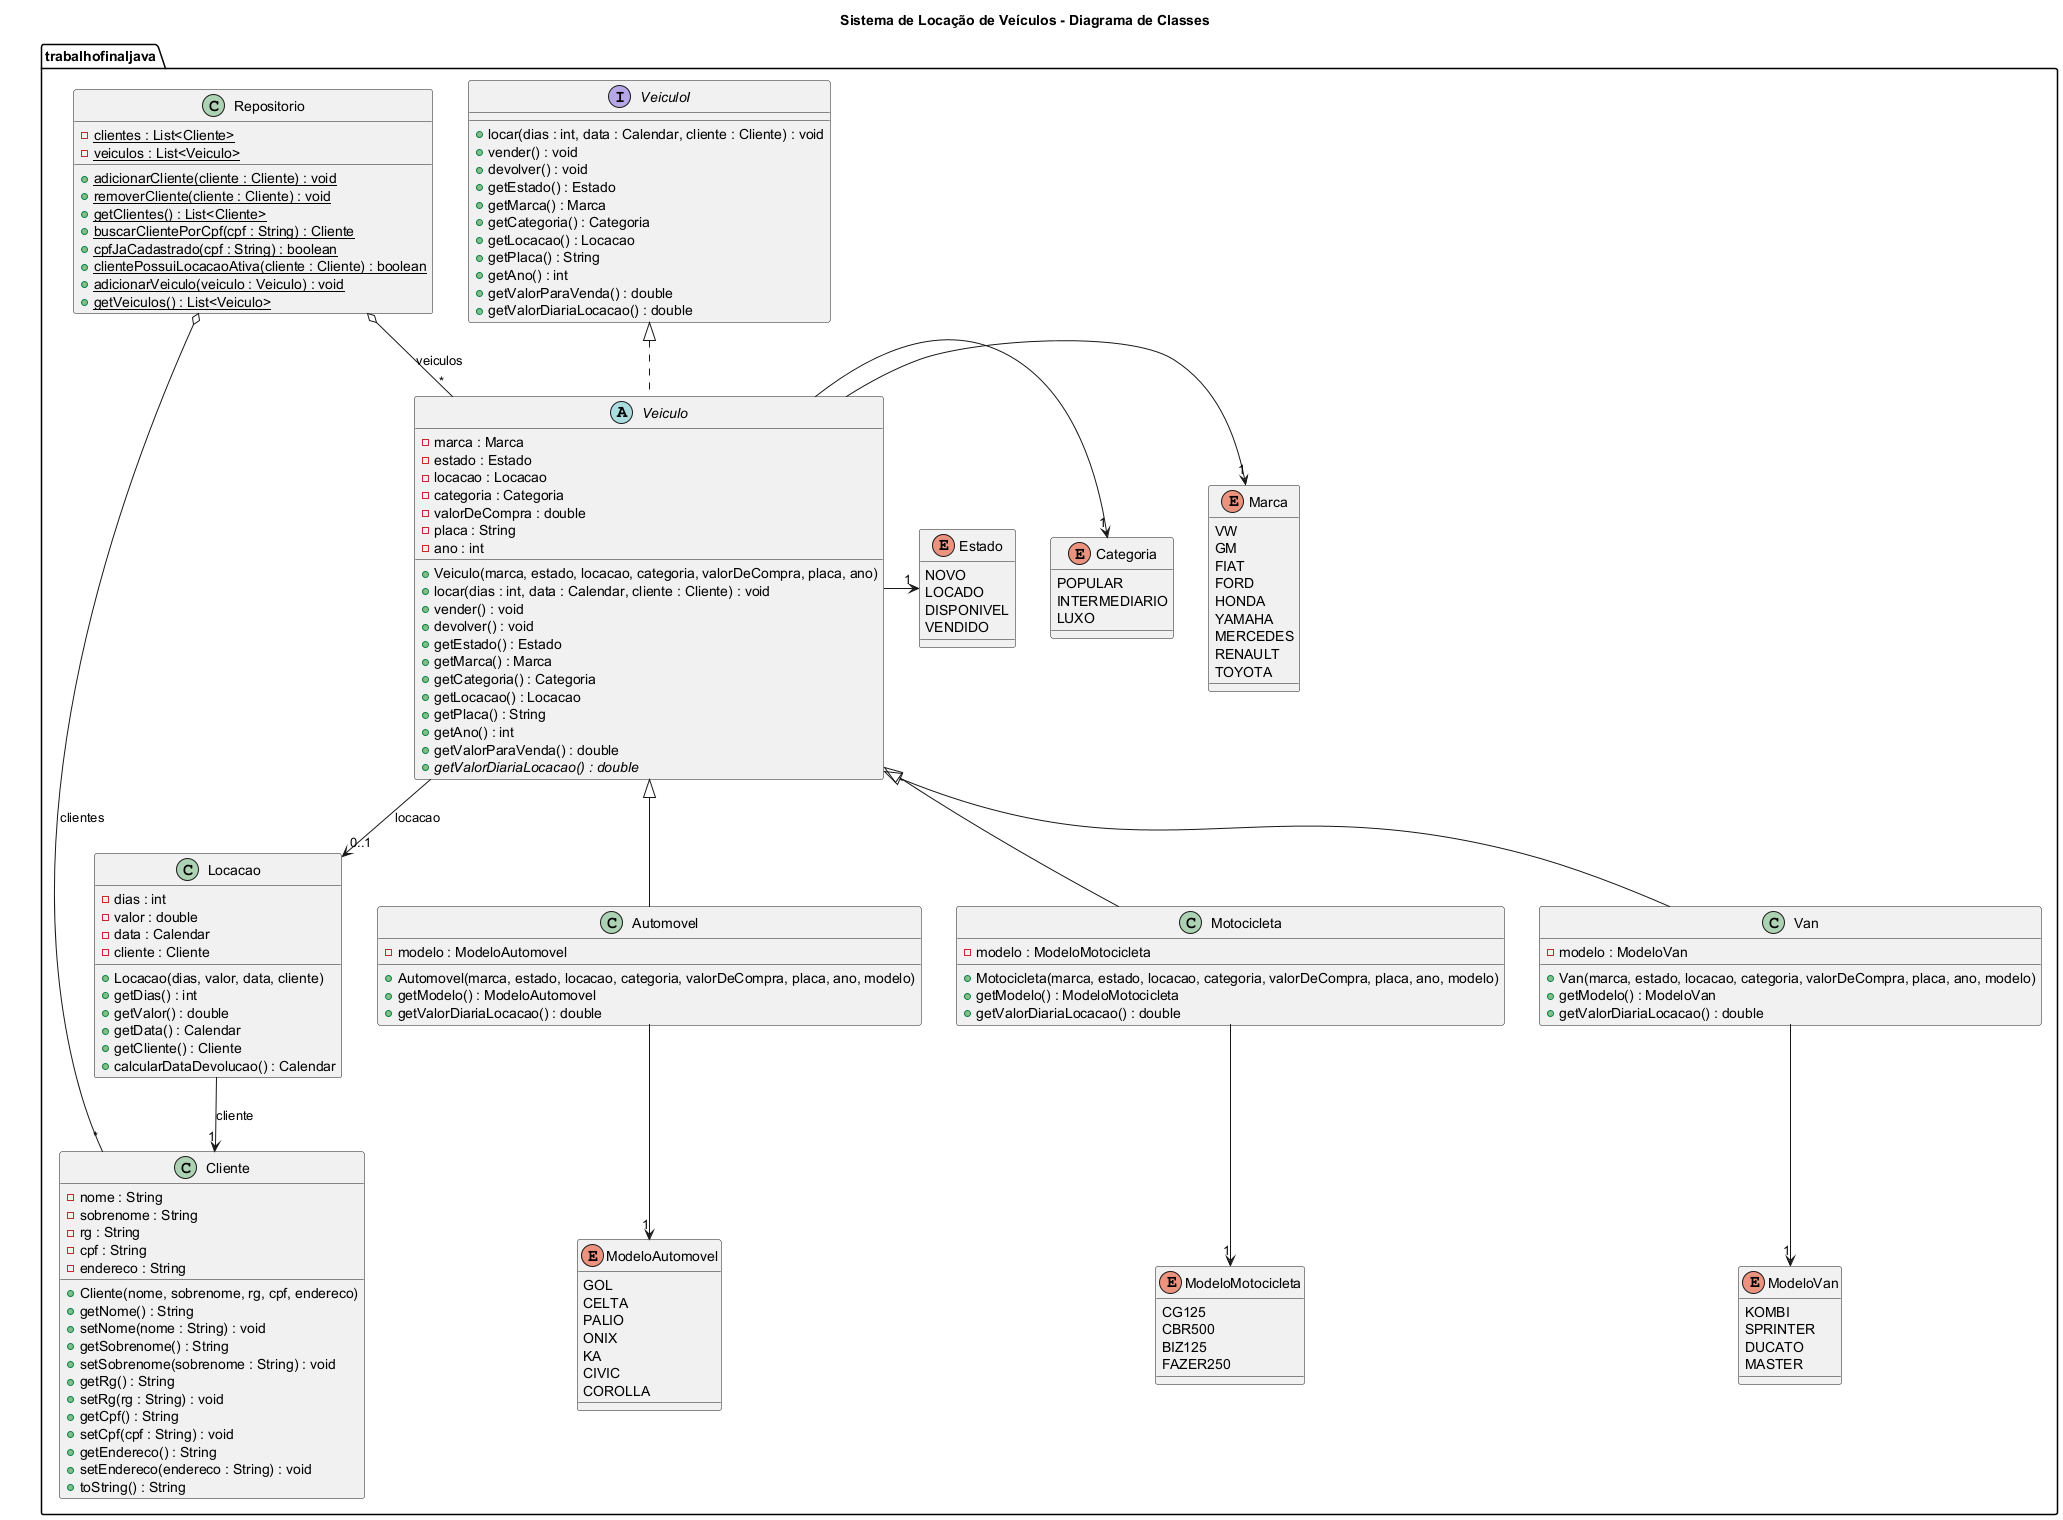 Sistema de Locação de Veículos - Diagrama de Classes
trabalhofinaljava
C Repositorio
clientes : List<Cliente>
veiculos : List<Veiculo>
adicionarCliente(cliente : Cliente) : void
removerCliente(cliente : Cliente) : void
getClientes() : List<Cliente>
buscarClientePorCpf(cpf : String) : Cliente
cpfJaCadastrado(cpf : String) : boolean
clientePossuiLocacaoAtiva(cliente : Cliente) : boolean
adicionarVeiculo(veiculo : Veiculo) : void
getVeiculos() : List<Veiculo>
I VeiculoI
locar(dias : int, data : Calendar, cliente : Cliente) : void
vender() : void
devolver() : void
getEstado() : Estado
getMarca() : Marca
getCategoria() : Categoria
getLocacao() : Locacao
getPlaca() : String
getAno() : int
getValorParaVenda() : double
getValorDiariaLocacao() : double
veiculos
*
A Veiculo
marca : Marca
estado : Estado
locacao : Locacao
categoria : Categoria
valorDeCompra : double
placa : String
ano : int
Veiculo(marca, estado, locacao, categoria, valorDeCompra, placa, ano)
locar(dias : int, data : Calendar, cliente : Cliente) : void
vender() : void
devolver() : void
getEstado() : Estado
getMarca() : Marca
getCategoria() : Categoria
getLocacao() : Locacao
getPlaca() : String
getAno() : int
getValorParaVenda() : double
getValorDiariaLocacao() : double
1
E Estado
NOVO
LOCADO
DISPONIVEL
VENDIDO
1
E Categoria
POPULAR
INTERMEDIARIO
LUXO
1
E Marca
VW
GM
FIAT
FORD
HONDA
YAMAHA
MERCEDES
RENAULT
TOYOTA
clientes
locacao
0..1
C Locacao
dias : int
valor : double
data : Calendar
cliente : Cliente
Locacao(dias, valor, data, cliente)
getDias() : int
getValor() : double
getData() : Calendar
getCliente() : Cliente
calcularDataDevolucao() : Calendar
C Automovel
modelo : ModeloAutomovel
Automovel(marca, estado, locacao, categoria, valorDeCompra, placa, ano, modelo)
getModelo() : ModeloAutomovel
getValorDiariaLocacao() : double
C Motocicleta
modelo : ModeloMotocicleta
Motocicleta(marca, estado, locacao, categoria, valorDeCompra, placa, ano, modelo)
getModelo() : ModeloMotocicleta
getValorDiariaLocacao() : double
C Van
modelo : ModeloVan
Van(marca, estado, locacao, categoria, valorDeCompra, placa, ano, modelo)
getModelo() : ModeloVan
getValorDiariaLocacao() : double
cliente
*
1
C Cliente
nome : String
sobrenome : String
rg : String
cpf : String
endereco : String
Cliente(nome, sobrenome, rg, cpf, endereco)
getNome() : String
setNome(nome : String) : void
getSobrenome() : String
setSobrenome(sobrenome : String) : void
getRg() : String
setRg(rg : String) : void
getCpf() : String
setCpf(cpf : String) : void
getEndereco() : String
setEndereco(endereco : String) : void
toString() : String
1
E ModeloAutomovel
GOL
CELTA
PALIO
ONIX
KA
CIVIC
COROLLA
1
E ModeloMotocicleta
CG125
CBR500
BIZ125
FAZER250
1
E ModeloVan
KOMBI
SPRINTER
DUCATO
MASTER